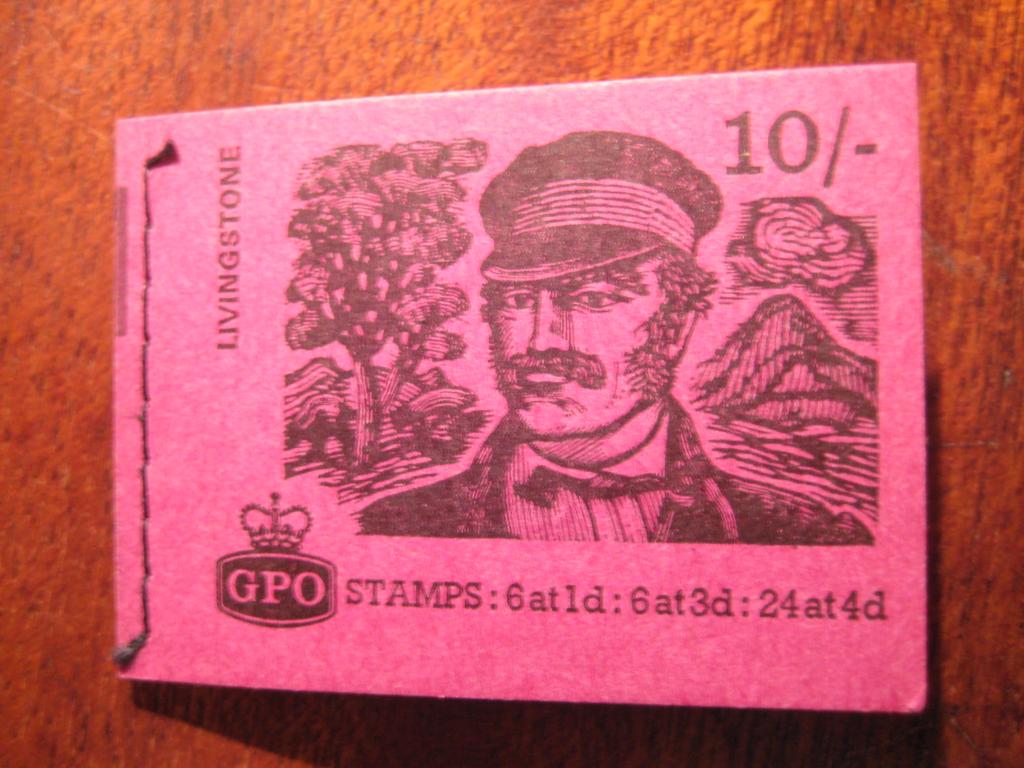 LIVINGSTONE
10/-
GPO STAMPS: 6at1d: 6at3d: 24at4d